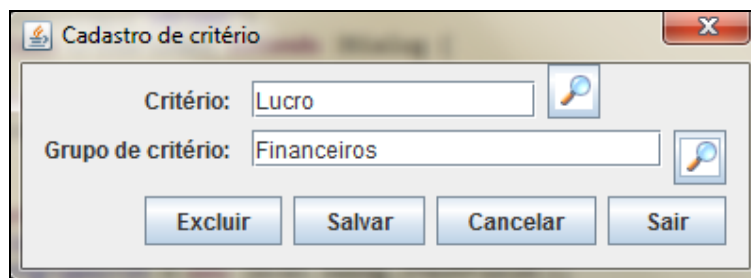 Cadastro de critério
Critério: Lucro
Grupo de critério: Financeiros
Excluir Salvar Cancelar Sair